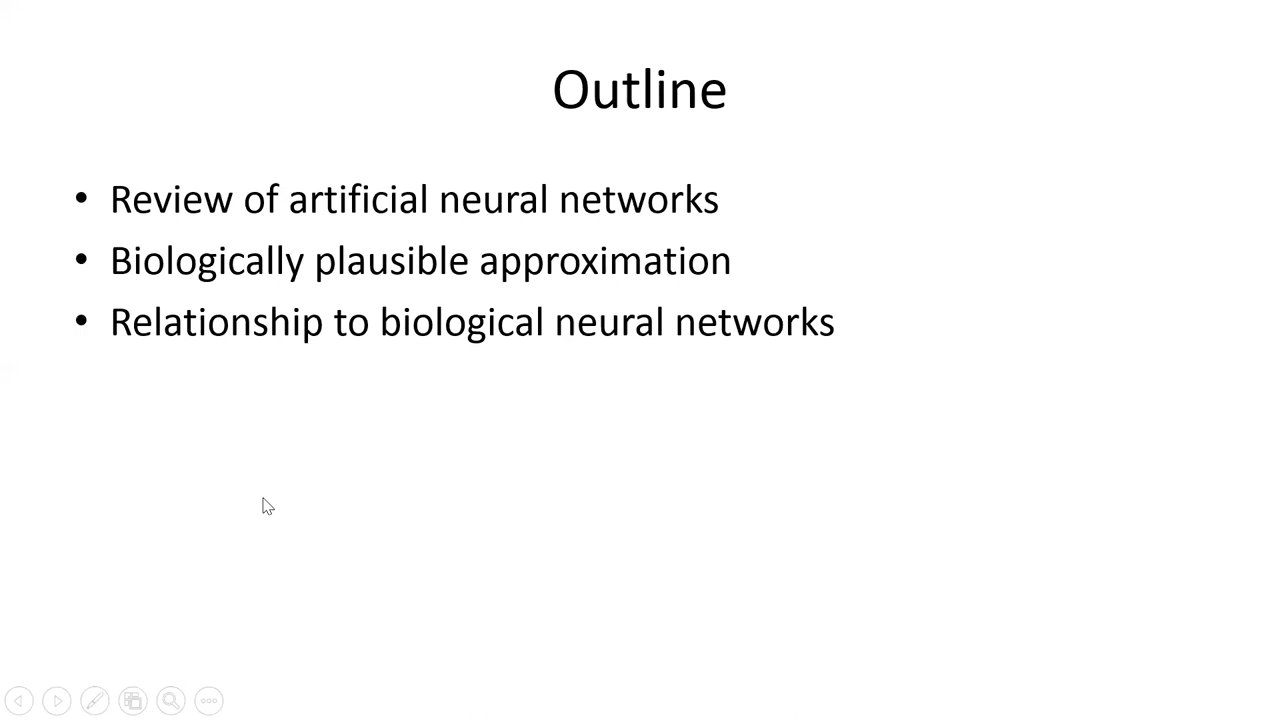 Outline
• Review of artificial neural networks
• Biologically plausible approximation
• Relationship to biological neural networks